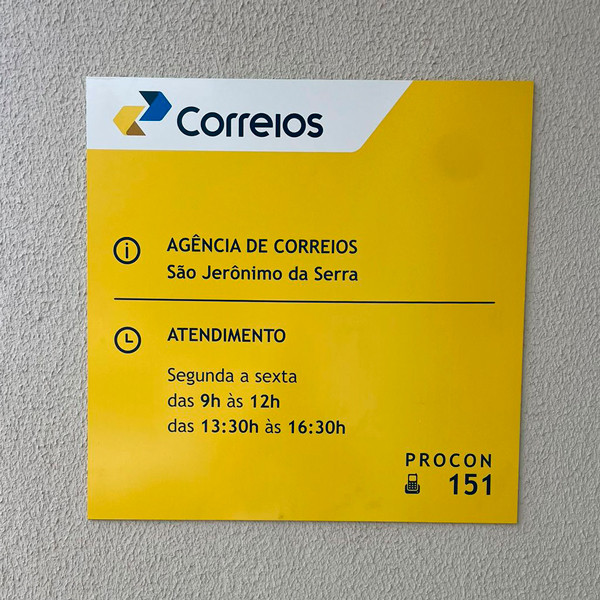 Correios
AGÊNCIA DE CORREIOS
São Jerônimo da Serra
ATENDIMENTO
Segunda a sexta
das 9h às 12h
das 13:30h às 16:30h
PROCON
151